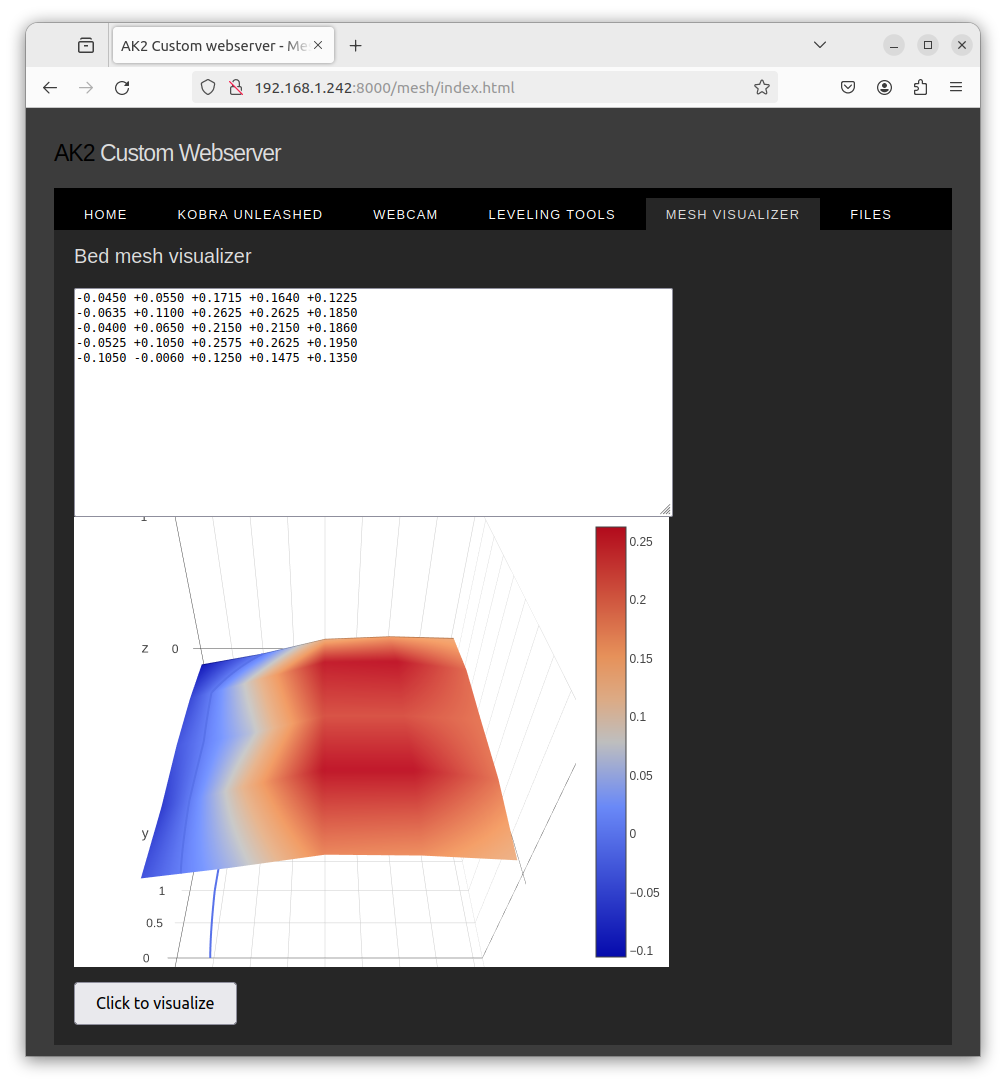 AK2 Custom webserver - Me
192.168.1.242:8000/mesh/index.html
AK2 Custom Webserver
HOME KOBRA UNLEASHED WEBCAM LEVELING TOOLS MESH VISUALIZER FILES
Bed mesh visualizer
-0.0450 +0.0550 +0.1715 +0.1640 +0.1225
-0.0635 +0.1100 +0.2625 +0.2625 +0.1850
-0.0400 +0.0650 +0.2150 +0.2150 +0.1860
-0.0525 +0.1050 +0.2575 +0.2625 +0.1950
-0.1050 -0.0060 +0.1250 +0.1475 +0.1350
1
z 0
y
1
0.5
0
0.25
0.2
0.15
0.1
0.05
0
−0.05
−0.1
Click to visualize